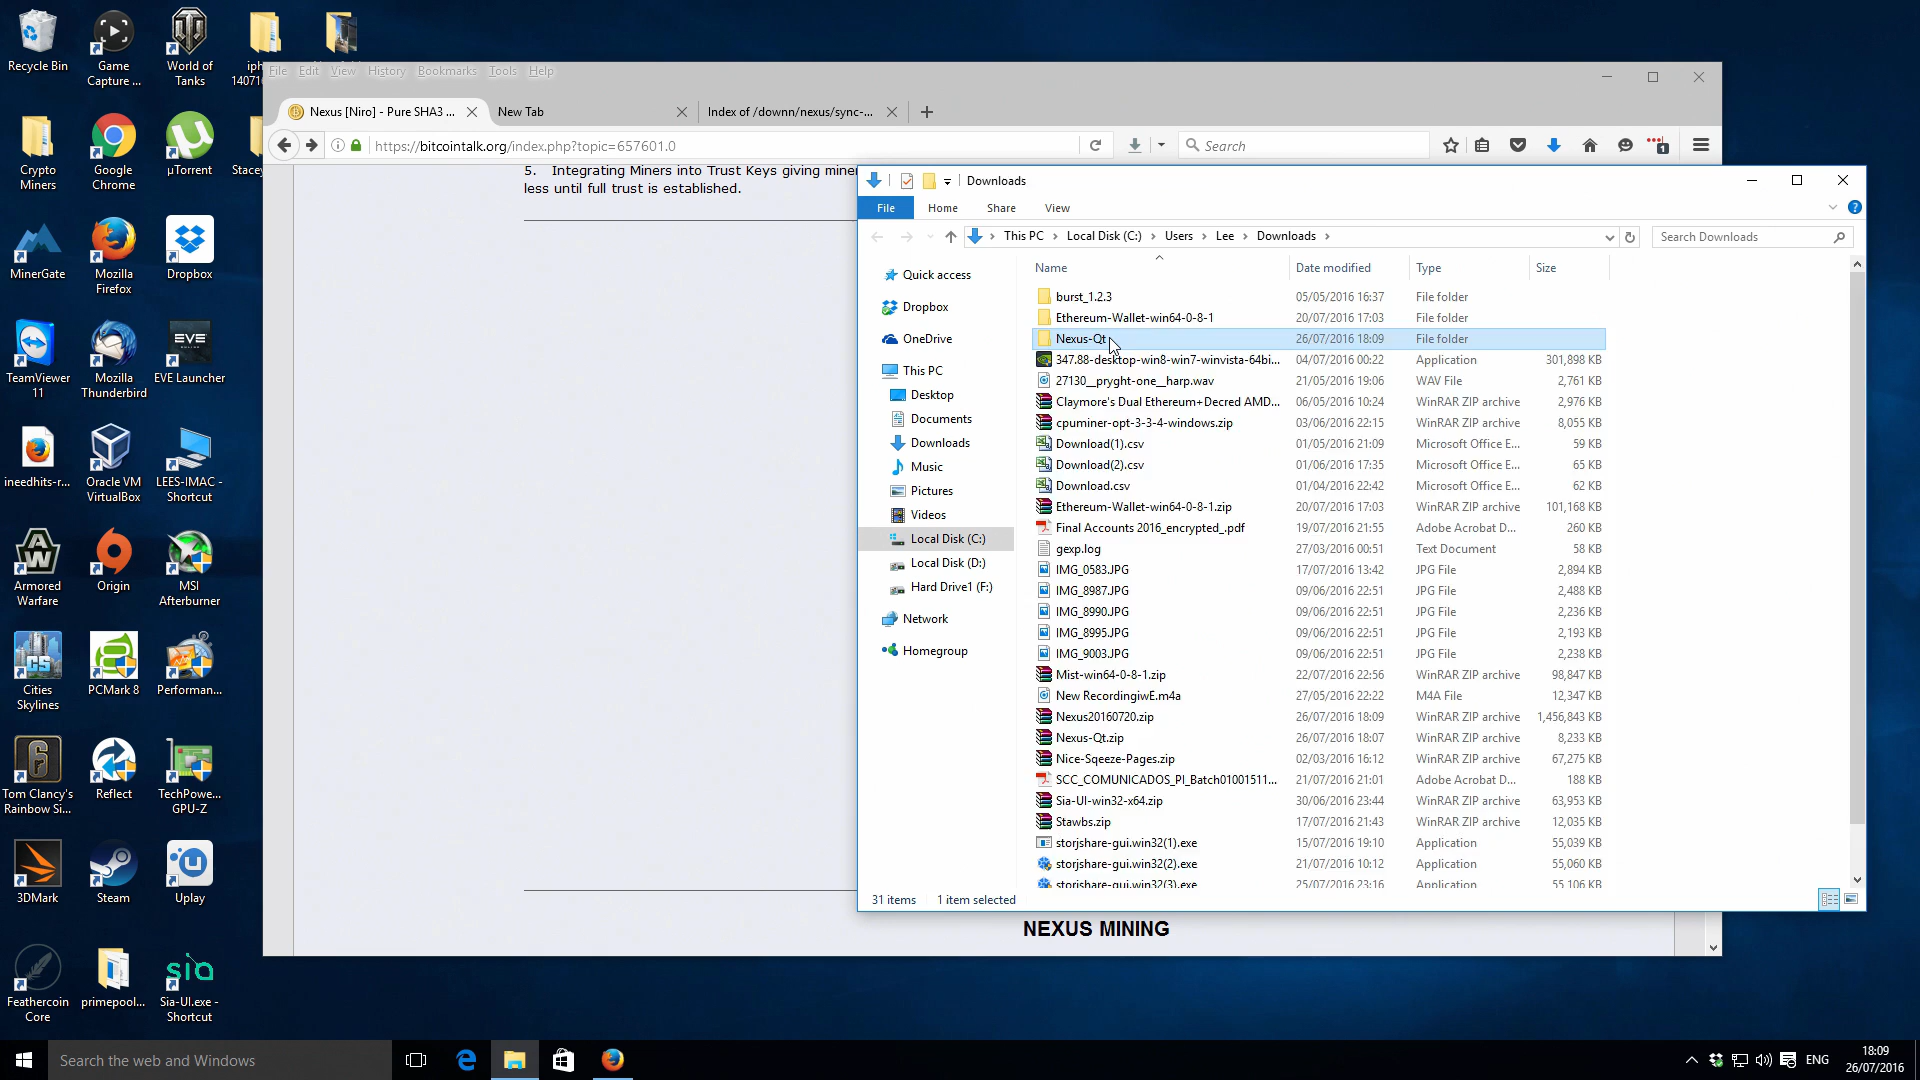 Recycle Bin
Game
Capture ...
World of
Tanks
iph
14071
Crypto
Miners
Google
Chrome
µTorrent
Stacey
MinerGate
Mozilla
Firefox
Dropbox
TeamViewer
11
Mozilla
Thunderbird
EVE
EVE Launcher
ineedhits-r...
Oracle VM
VirtualBox
LEES-IMAC -
Shortcut
AW
Armored
Warfare
Origin
MSI
Afterburner
CS
Cities
Skylines
PCMark 8
Performan...
6
Tom Clancy's
Rainbow Si...
Reflect
TechPowe...
GPU-Z
3DMark
Steam
Uplay
Feathercoin
Core
primepool...
sia
Sia-UI.exe -
Shortcut
File Edit View History Bookmarks Tools Help
Nexus [Niro] - Pure SHA3 ...
New Tab
Index of /downn/nexus/sync-...
https://bitcointalk.org/index.php?topic=657601.0
Search
1
5. Integrating Miners into Trust Keys giving miner
less until full trust is established.
NEXUS MINING
Downloads
File Home Share View
This PC > Local Disk (C:) > Users > Lee > Downloads >
Search Downloads
Quick access
Dropbox
OneDrive
This PC
Desktop
Documents
Downloads
Music
Pictures
Videos
Local Disk (C:)
Local Disk (D:)
Hard Drive1 (F:)
Network
Homegroup
Name Date modified Type Size
burst_1.2.3 05/05/2016 16:37 File folder
Ethereum-Wallet-win64-0-8-1 20/07/2016 17:03 File folder
Nexus-Qt 26/07/2016 18:09 File folder
347.88-desktop-win8-win7-winvista-64bi... 04/07/2016 00:22 Application 301,898 KB
27130__pryght-one__harp.wav 21/05/2016 19:06 WAV File 2,761 KB
Claymore's Dual Ethereum+Decred AMD... 06/05/2016 10:24 WinRAR ZIP archive 2,976 KB
cpuminer-opt-3-3-4-windows.zip 03/06/2016 22:15 WinRAR ZIP archive 8,055 KB
Download(1).csv 01/05/2016 21:09 Microsoft Office E... 59 KB
Download(2).csv 01/06/2016 17:35 Microsoft Office E... 65 KB
Download.csv 01/04/2016 22:42 Microsoft Office E... 62 KB
Ethereum-Wallet-win64-0-8-1.zip 20/07/2016 17:03 WinRAR ZIP archive 101,168 KB
Final Accounts 2016_encrypted_.pdf 19/07/2016 21:55 Adobe Acrobat D... 260 KB
gexp.log 27/03/2016 00:51 Text Document 58 KB
IMG_0583.JPG 17/07/2016 13:42 JPG File 2,894 KB
IMG_8987.JPG 09/06/2016 22:51 JPG File 2,488 KB
IMG_8990.JPG 09/06/2016 22:51 JPG File 2,236 KB
IMG_8995.JPG 09/06/2016 22:51 JPG File 2,193 KB
IMG_9003.JPG 09/06/2016 22:51 JPG File 2,238 KB
Mist-win64-0-8-1.zip 22/07/2016 22:56 WinRAR ZIP archive 98,847 KB
New RecordingiwE.m4a 27/05/2016 22:22 M4A File 12,347 KB
Nexus20160720.zip 26/07/2016 18:09 WinRAR ZIP archive 1,456,843 KB
Nexus-Qt.zip 26/07/2016 18:07 WinRAR ZIP archive 8,233 KB
Nice-Sqeeze-Pages.zip 02/03/2016 16:12 WinRAR ZIP archive 67,275 KB
SCC_COMUNICADOS_PI_Batch01001511... 21/07/2016 21:01 Adobe Acrobat D... 188 KB
Sia-UI-win32-x64.zip 30/06/2016 23:44 WinRAR ZIP archive 63,953 KB
Stawbs.zip 17/07/2016 21:43 WinRAR ZIP archive 12,035 KB
storjshare-gui.win32(1).exe 15/07/2016 19:10 Application 55,039 KB
storjshare-gui.win32(2).exe 21/07/2016 10:12 Application 55,060 KB
storjshare-gui.win32(3).exe 25/07/2016 23:16 Application 55,106 KB
31 items 1 item selected
Search the web and Windows
ENG
18:09
26/07/2016